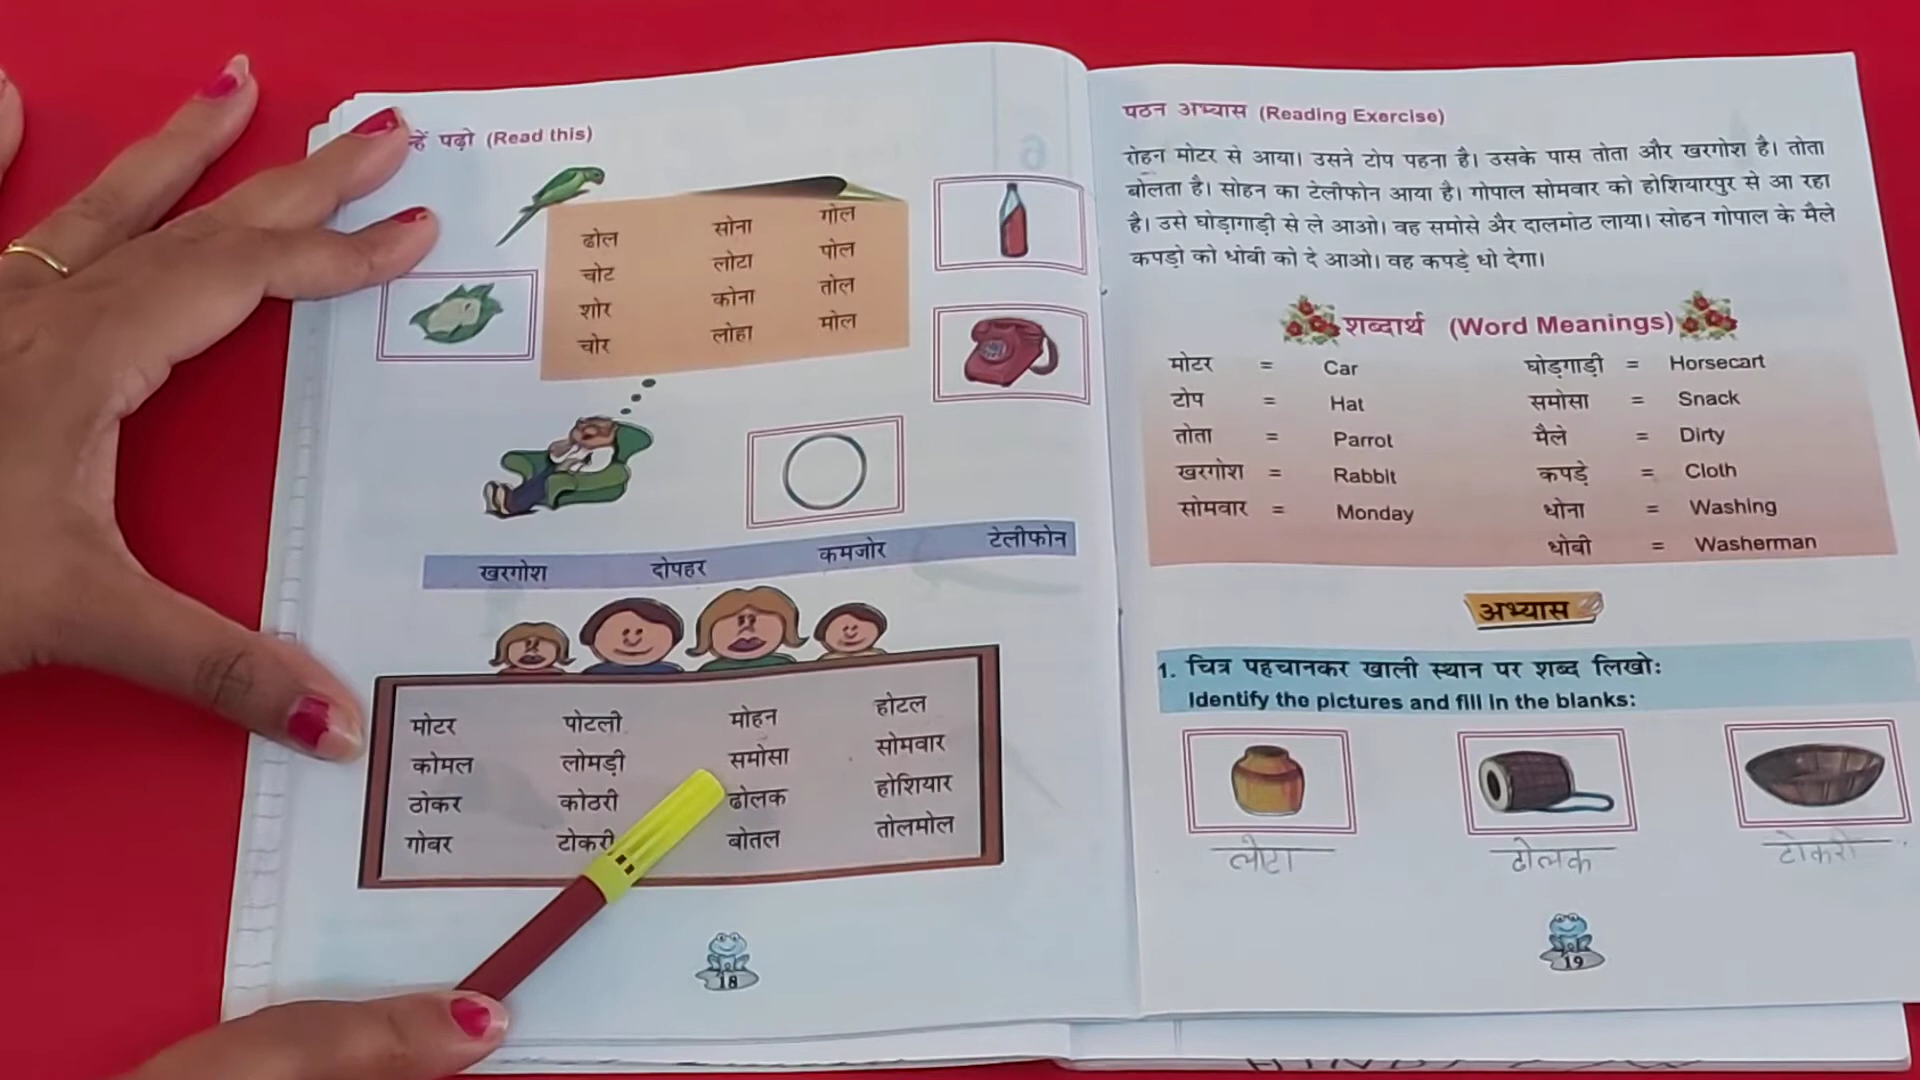 न्हें पढ़ो (Read this)
ढोल सोना गोल
चोट लोटा पोल
शोर कोना तोल
चोर लोहा मोल
खरगोश दोपहर कमजोर टेलीफोन
मोटर पोटली मोहन होटल
कोमल लोमड़ी समोसा सोमवार
ठोकर कोठरी ढोलक होशियार
गोबर टोकरी बोतल तोलमोल
18
पठन अभ्यास (Reading Exercise)
रोहन मोटर से आया। उसने टोप पहना है। उसके पास तोता और खरगोश है। तोता
बोलता है। सोहन का टेलीफोन आया है। गोपाल सोमवार को होशियारपुर से आ रहा
है। उसे घोड़ागाड़ी से ले आओ। वह समोसे अैर दालमोठ लाया। सोहन गोपाल के मैले
कपड़ो को धोबी को दे आओ। वह कपड़े धो देगा।
शब्दार्थ (Word Meanings)
मोटर = Car घोड़गाड़ी = Horsecart
टोप = Hat समोसा = Snack
तोता = Parrot मैले = Dirty
खरगोश = Rabbit कपड़े = Cloth
सोमवार = Monday धोना = Washing
धोबी = Washerman
अभ्यास
1. चित्र पहचानकर खाली स्थान पर शब्द लिखो:
Identify the pictures and fill in the blanks:
लोटा ढोलक टोकरी
19